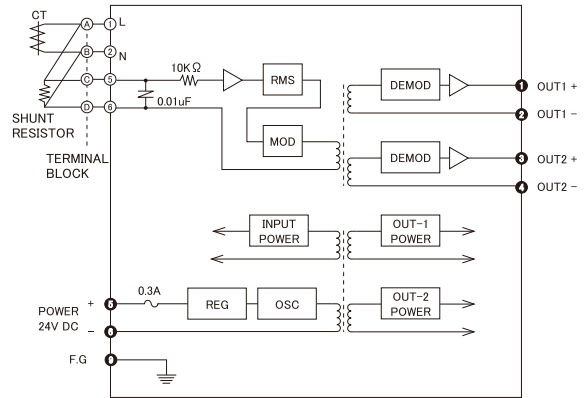 CT
A 1 L
B 2 N
C 5
D 6
10KΩ
0.01uF
RMS
MOD
SHUNT
RESISTOR
TERMINAL
BLOCK
DEMOD
1 OUT1 +
2 OUT1 −
DEMOD
3 OUT2 +
4 OUT2 −
INPUT
POWER
OUT−1
POWER
OUT−2
POWER
0.3A
REG
OSC
POWER
24V DC
+
−
5
F.G